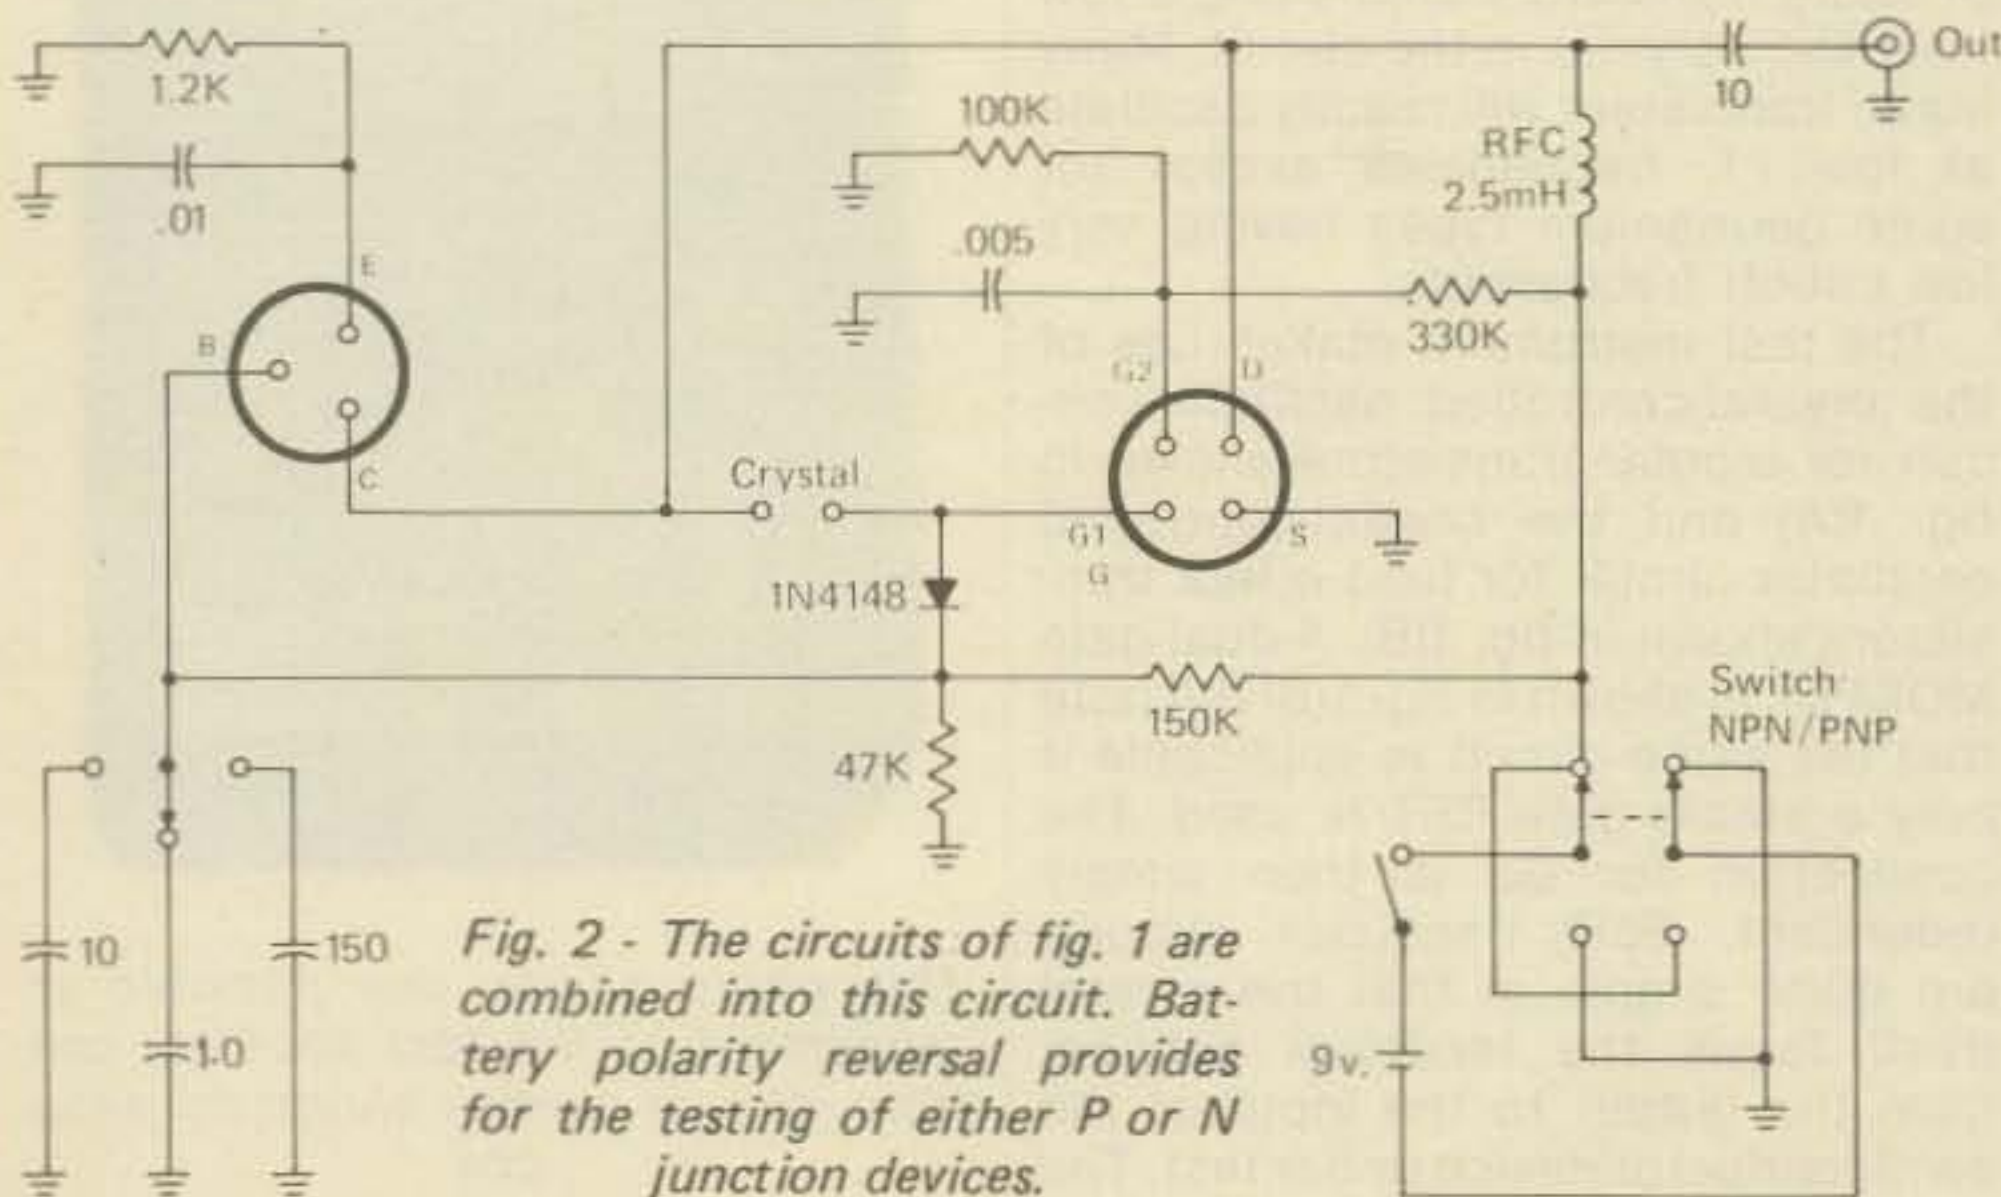 1.2K
.01
E
B
C
Out
10
100K
RFC
2.5mH
.005
330K
G2
D
Crystal
G1
S
G
1N4148
150K
Switch
NPN/PNP
47K
10
150
1.0
9v.
Fig. 2 - The circuits of fig. 1 are
combined into this circuit. Bat-
tery polarity reversal provides
for the testing of either P or N
junction devices.